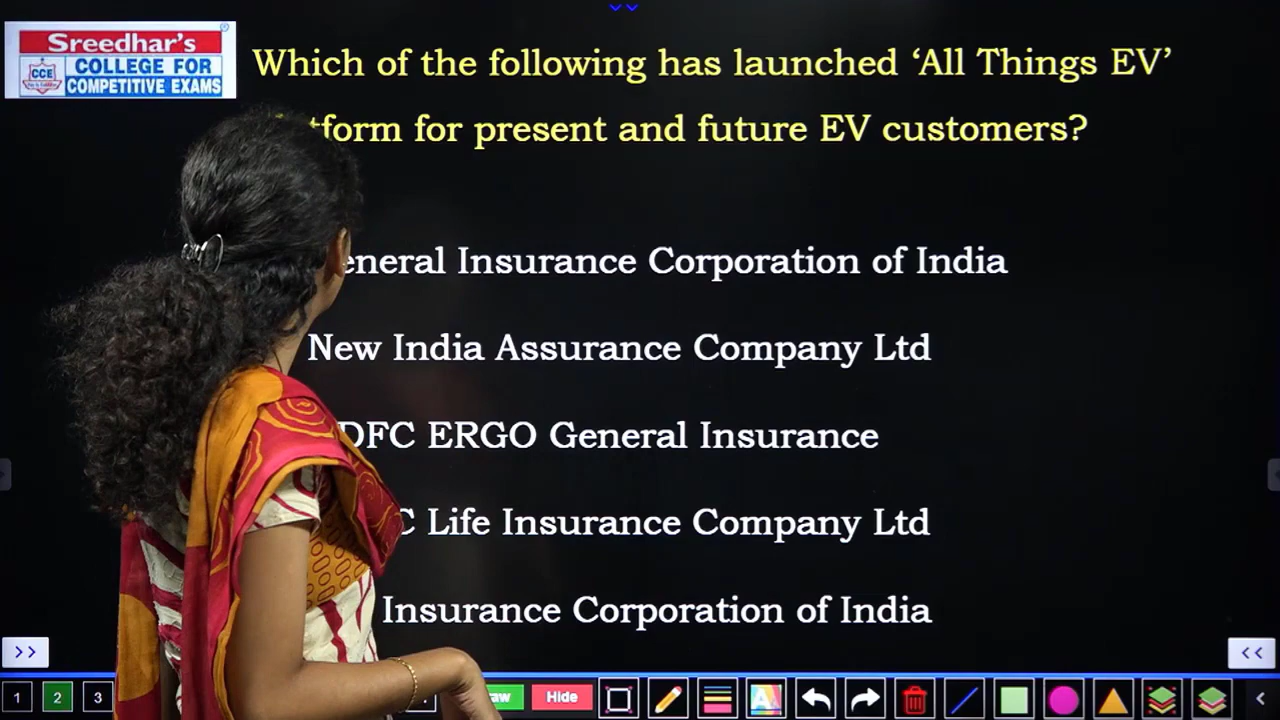 Sreedhar's
CCE
COLLEGE FOR
COMPETITIVE EXAMS
Which of the following has launched ‘All Things EV’
tform for present and future EV customers?
eneral Insurance Corporation of India
New India Assurance Company Ltd
DFC ERGO General Insurance
C Life Insurance Company Ltd
Insurance Corporation of India
>>
<<
1
2
3
aw
Hide
A
<